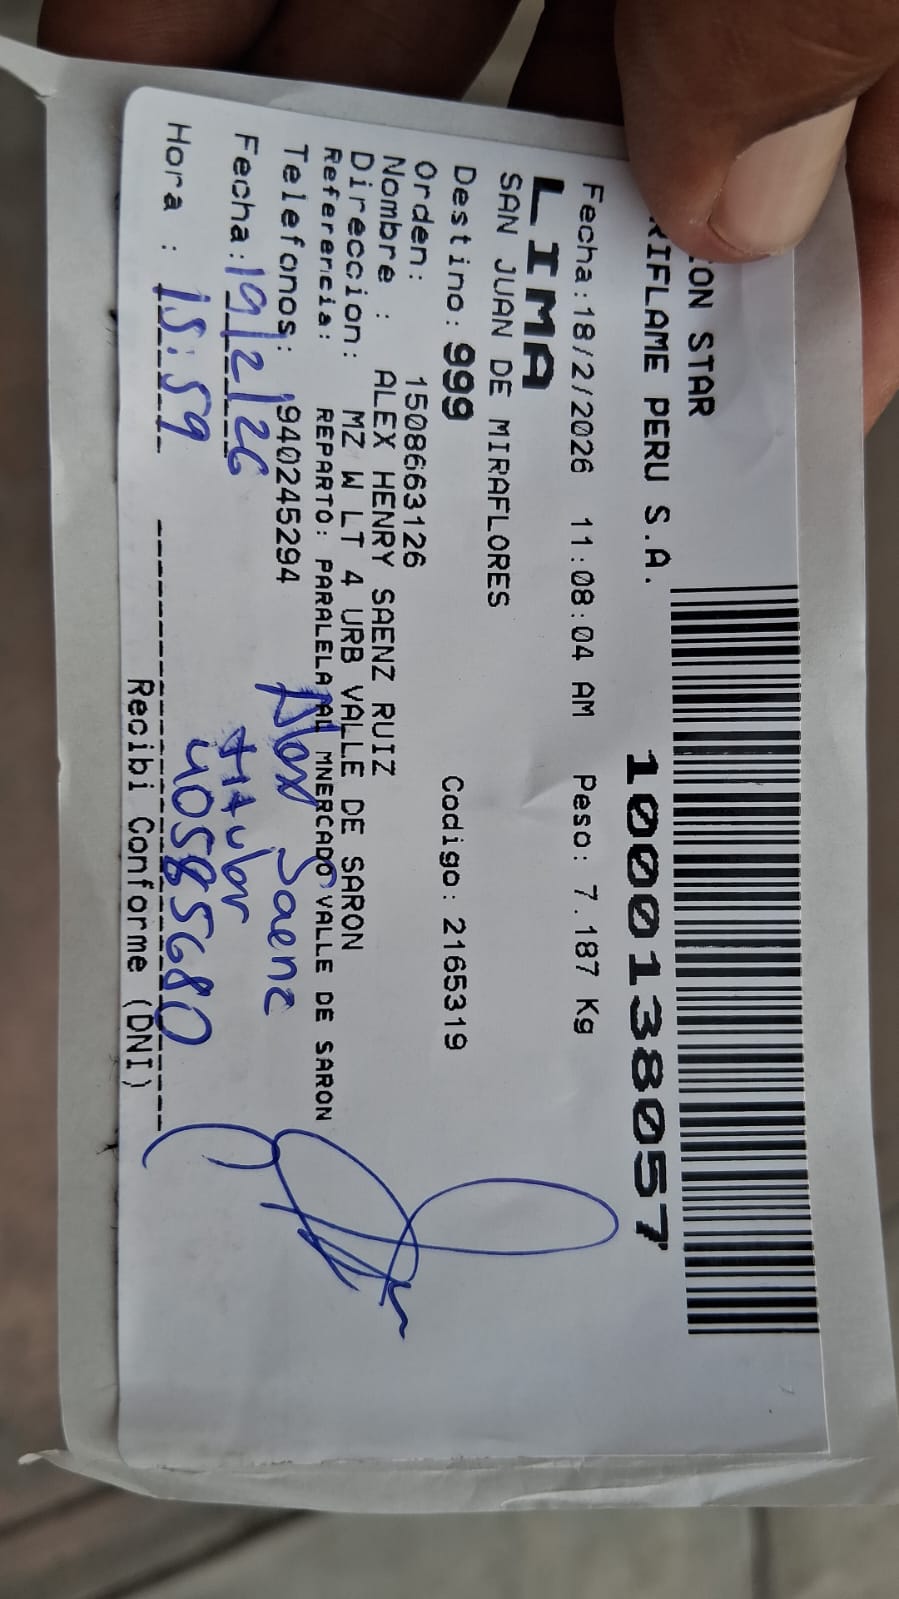 ON STAR
RIFLAME PERU S.A.
1000138057
Fecha:18/2/2026 11:08:04 AM Peso: 7.187 Kg
LIMA
SAN JUAN DE MIRAFLORES
Destino: 999 Codigo: 2165319
Orden: 1508663126
Nombre : ALEX HENRY SAENZ RUIZ
Direccion: MZ W LT 4 URB VALLE DE SARON
Referencia: REPARTO: PARALELA AL MNERCADO VALLE DE SARON
Telefonos: 940245294
Alex Saenz
Fecha: 19/2/26
Hora : 15:59
40585680
Recibi Conforme (DNI)